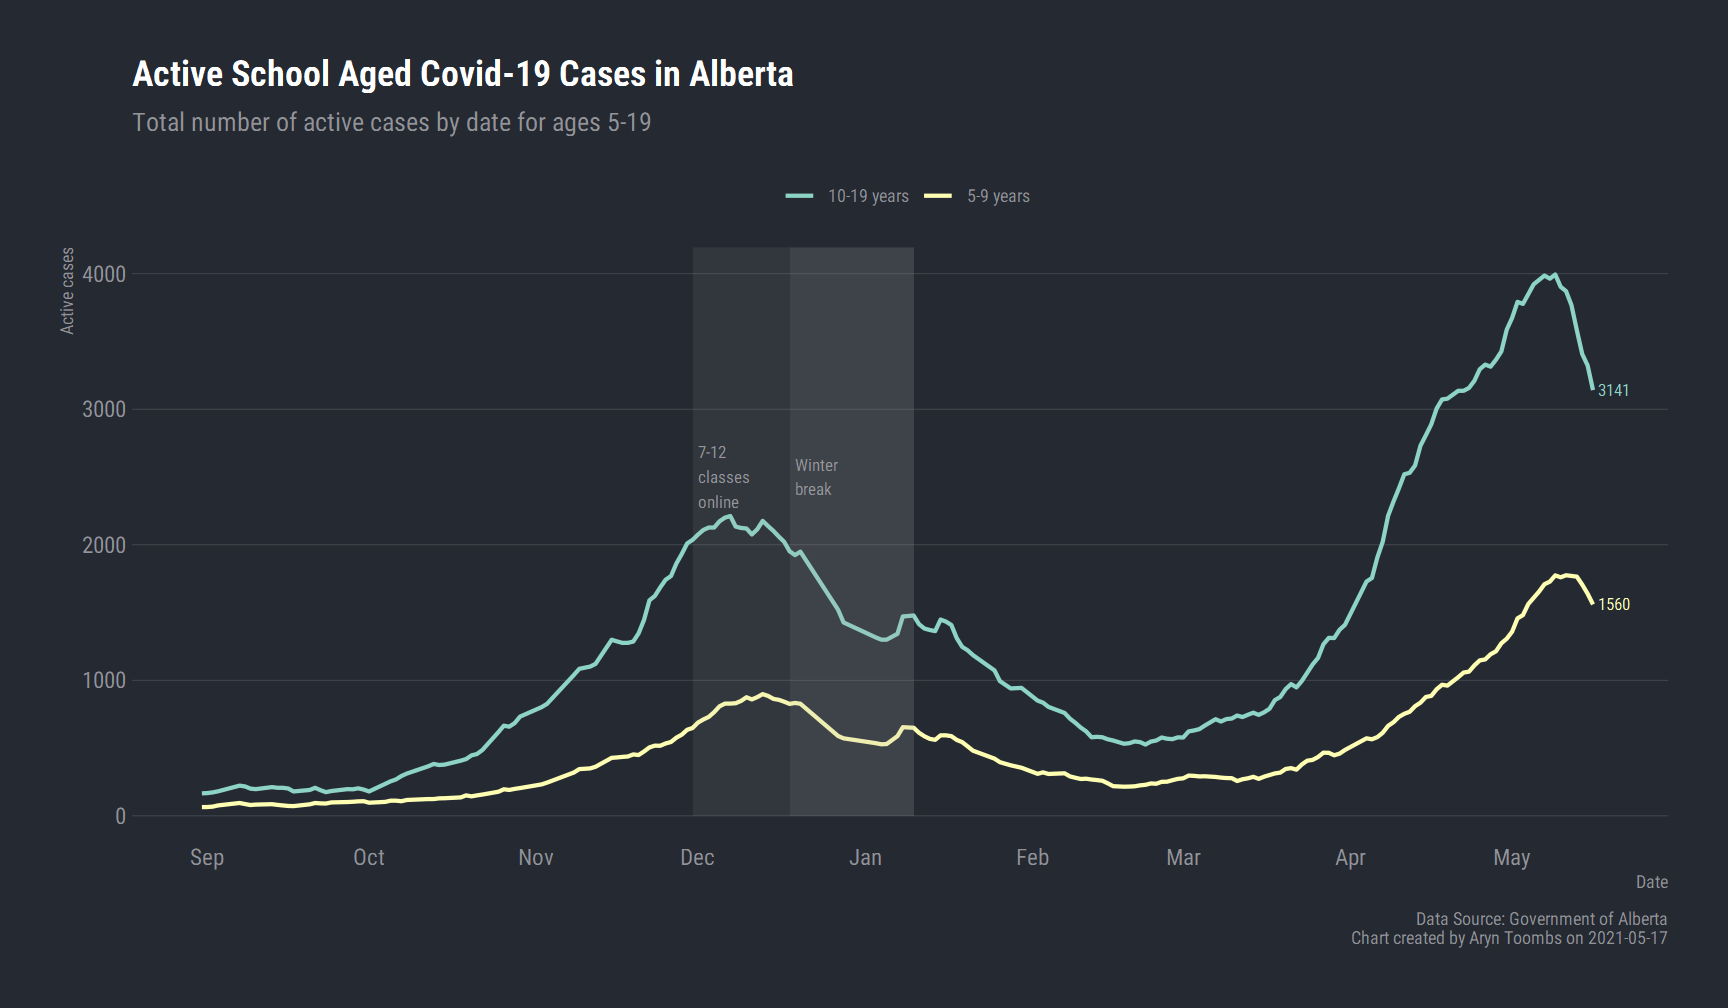 Active School Aged Covid-19 Cases in Alberta
Total number of active cases by date for ages 5-19
10-19 years
5-9 years
Active cases
4000
3000
2000
1000
0
7-12
classes
online
Winter
break
3141
1560
Sep
Oct
Nov
Dec
Jan
Feb
Mar
Apr
May
Date
Data Source: Government of Alberta
Chart created by Aryn Toombs on 2021-05-17